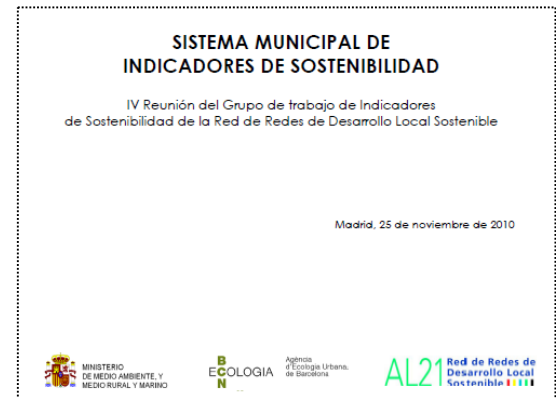 SISTEMA MUNICIPAL DE
INDICADORES DE SOSTENIBILIDAD
IV Reunión del Grupo de trabajo de Indicadores
de Sostenibilidad de la Red de Redes de Desarrollo Local Sostenible
Madrid, 25 de noviembre de 2010
MINISTERIO
DE MEDIO AMBIENTE, Y
MEDIO RURAL Y MARINO
BCN
ECOLOGIA
Agència
d'Ecologia Urbana
de Barcelona
AL21
Red de Redes de
Desarrollo Local
Sostenible